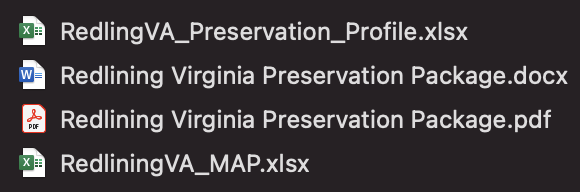 RedlingVA_Preservation_Profile.xlsx
Redlining Virginia Preservation Package.docx
Redlining Virginia Preservation Package.pdf
RedliningVA_MAP.xlsx